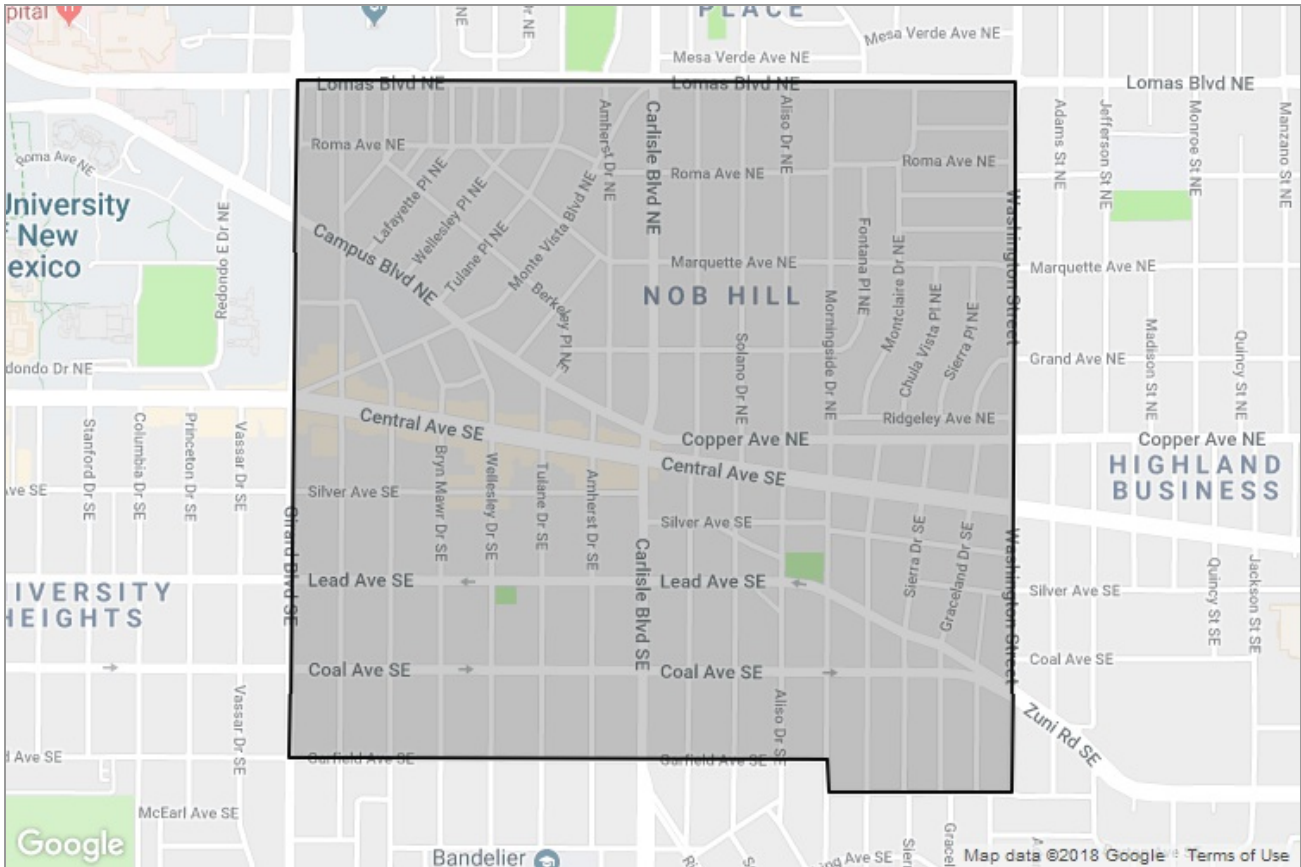 pital
PLACE
NE
Dr NE
Mesa Verde Ave NE
Mesa Verde Ave NE
Lomas Blvd NE
Lomas Blvd NE
Lomas Blvd NE
Roma Ave NE
Roma Ave NE
Roma Ave NE
Roma Ave NE
Amherst Dr NE
Carlisle Blvd NE
Aliso Dr NE
Adams St NE
Jefferson St NE
Monroe St NE
Manzano St NE
University
New
exico
Redondo E Dr NE
Lafayette Pl NE
Wellesley Pl NE
Tulane Pl NE
Monte Vista Blvd NE
Berkeley Pl NE
Campus Blvd NE
Marquette Ave NE
Marquette Ave NE
NOB HILL
Fontana Pl NE
Montclaire Dr NE
Chula Vista Pl NE
Sierra Pl NE
Morningside Dr NE
Solano Dr NE
Washington Street
Grand Ave NE
Madison St NE
Quincy St NE
dondo Dr NE
Ridgeley Ave NE
Central Ave SE
Copper Ave NE
Copper Ave NE
Central Ave SE
HIGHLAND
BUSINESS
Stanford Dr SE
Columbia Dr SE
Princeton Dr SE
Vassar Dr SE
ve SE
Silver Ave SE
Bryn Mawr Dr SE
Wellesley Dr SE
Tulane Dr SE
Amherst Dr SE
Silver Ave SE
Girard Blvd SE
Carlisle Blvd SE
Sierra Dr SE
Graceland Dr SE
Washington Street
Lead Ave SE
Lead Ave SE
Silver Ave SE
Quincy St SE
Jackson St SE
IVERSITY
HEIGHTS
Coal Ave SE
Coal Ave SE
Coal Ave SE
Vassar Dr SE
Aliso Dr SE
Zuni Rd SE
d Ave SE
Garfield Ave SE
Garfield Ave SE
McEarl Ave SE
Google
Bandelier
Map data ©2018 Google
Terms of Use